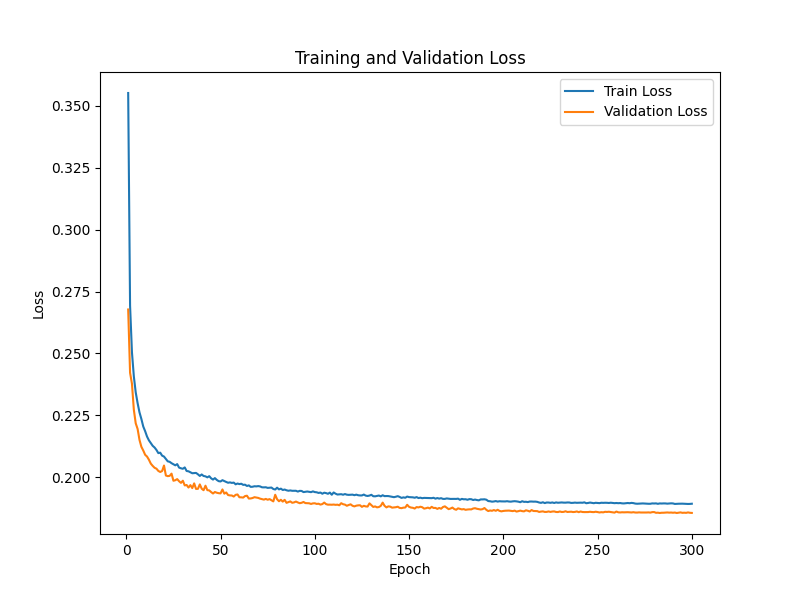 Training and Validation Loss
Train Loss
Validation Loss
0.350
0.325
0.300
0.275
0.250
0.225
0.200
Loss
0 50 100 150 200 250 300
Epoch